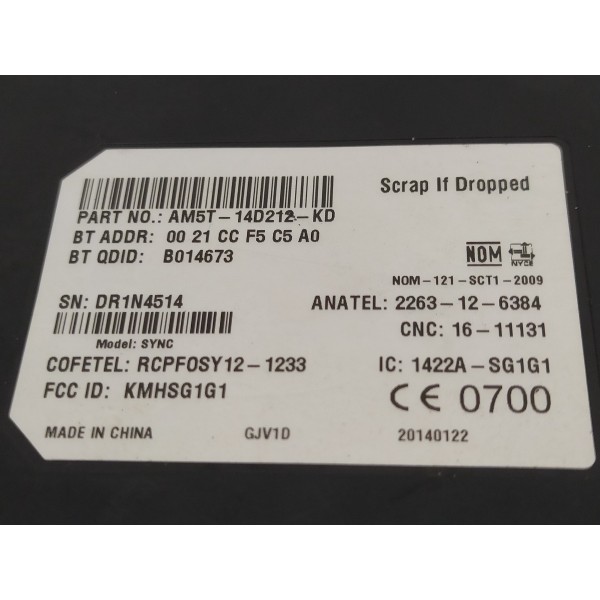 Scrap If Dropped
PART NO.: AM5T-14D212-KD
BT ADDR: 00 21 CC F5 C5 A0
BT QDID: B014673
NOM NYCE
NOM-121-SCT1-2009
SN: DR1N4514
ANATEL: 2263-12-6384
CNC: 16-11131
Model: SYNC
COFETEL: RCPFOSY12-1233
IC: 1422A-SG1G1
FCC ID: KMHSG1G1
CE 0700
MADE IN CHINA GJV1D 20140122